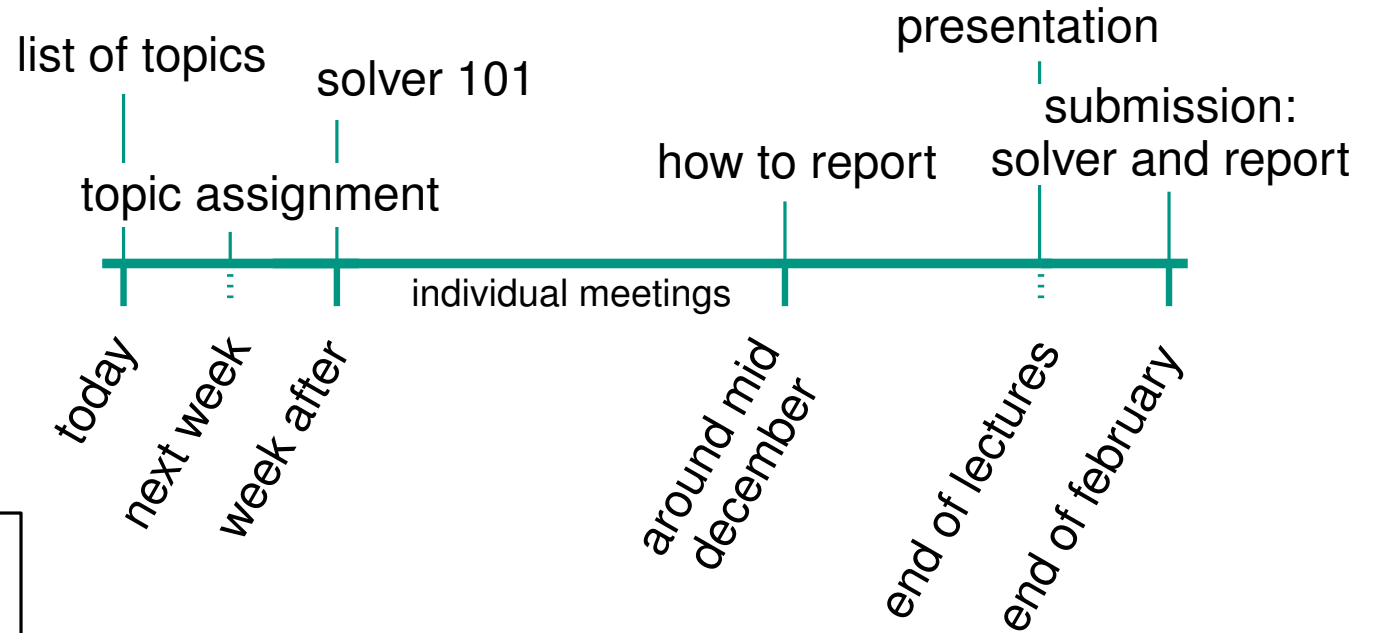 presentation
list of topics
solver 101
submission:
solver and report
how to report
topic assignment
individual meetings
today
next week
week after
around mid
december
end of lectures
end of february